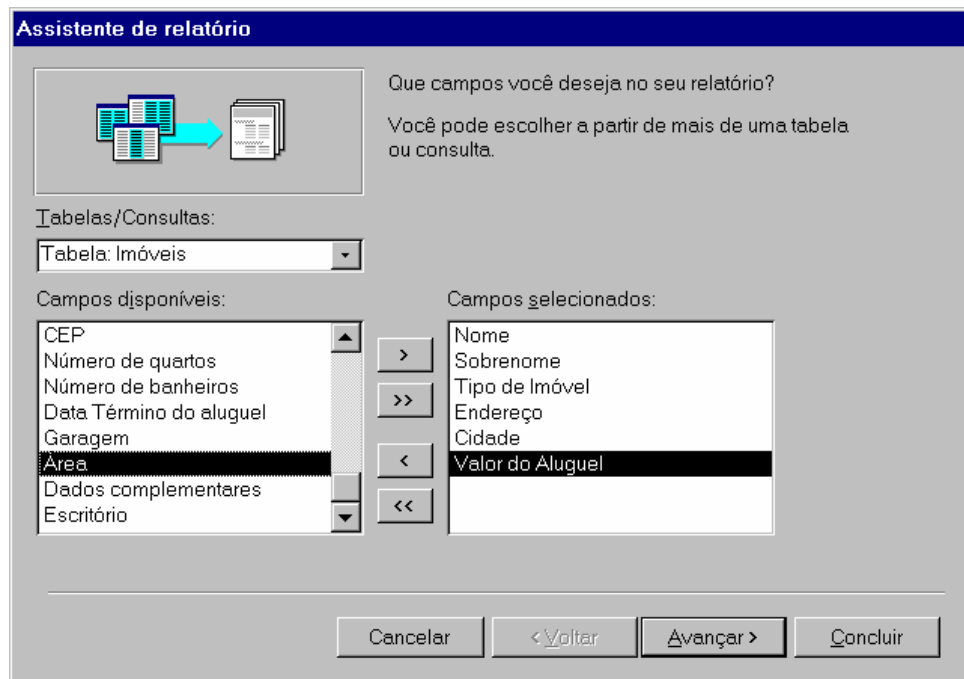 Assistente de relatório
Que campos você deseja no seu relatório?
Você pode escolher a partir de mais de uma tabela
ou consulta.
Tabelas/Consultas:
Tabela: Imóveis
Campos disponíveis:
CEP
Número de quartos
Número de banheiros
Data Término do aluguel
Garagem
Área
Dados complementares
Escritório
>
>>
<
<<
Campos selecionados:
Nome
Sobrenome
Tipo de Imóvel
Endereço
Cidade
Valor do Aluguel
Cancelar
< Voltar
Avançar >
Concluir